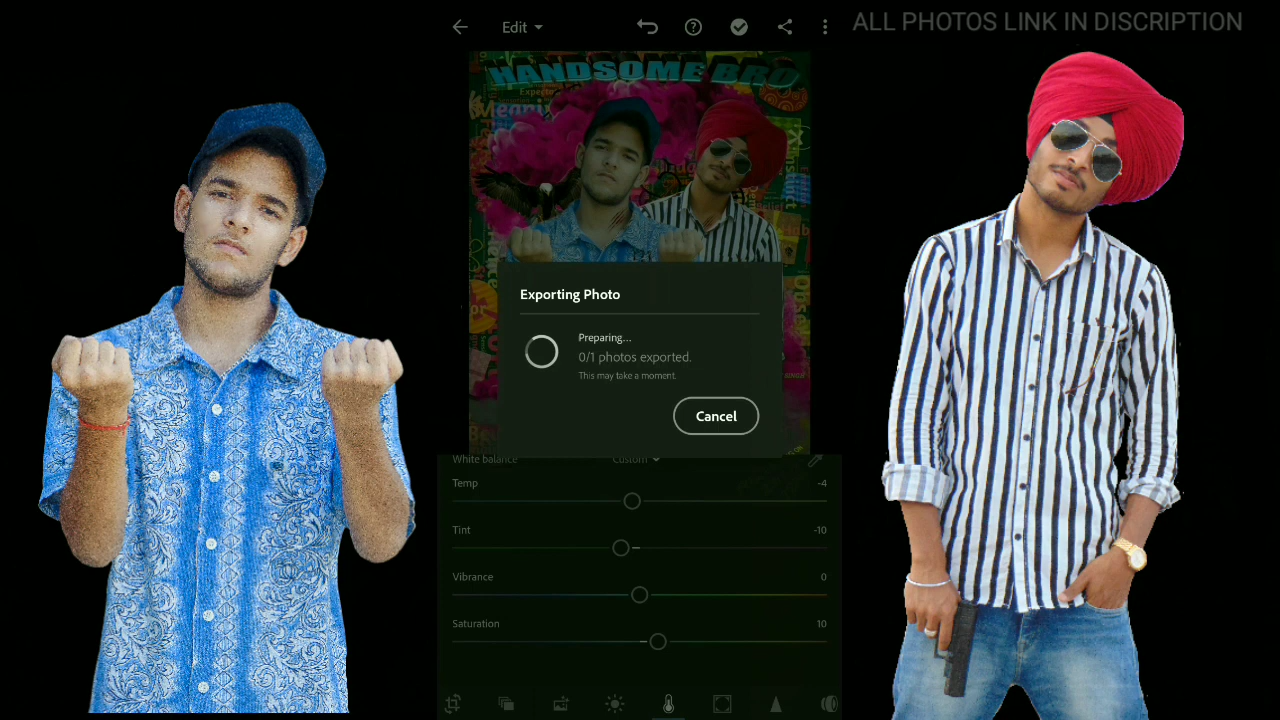 Edit
ALL PHOTOS LINK IN DISCRIPTION
HANDSOME BRO
Exporting Photo
Preparing...
0/1 photos exported.
This may take a moment.
Cancel
White balance Custom
Temp -4
Tint -10
Vibrance 0
Saturation 10